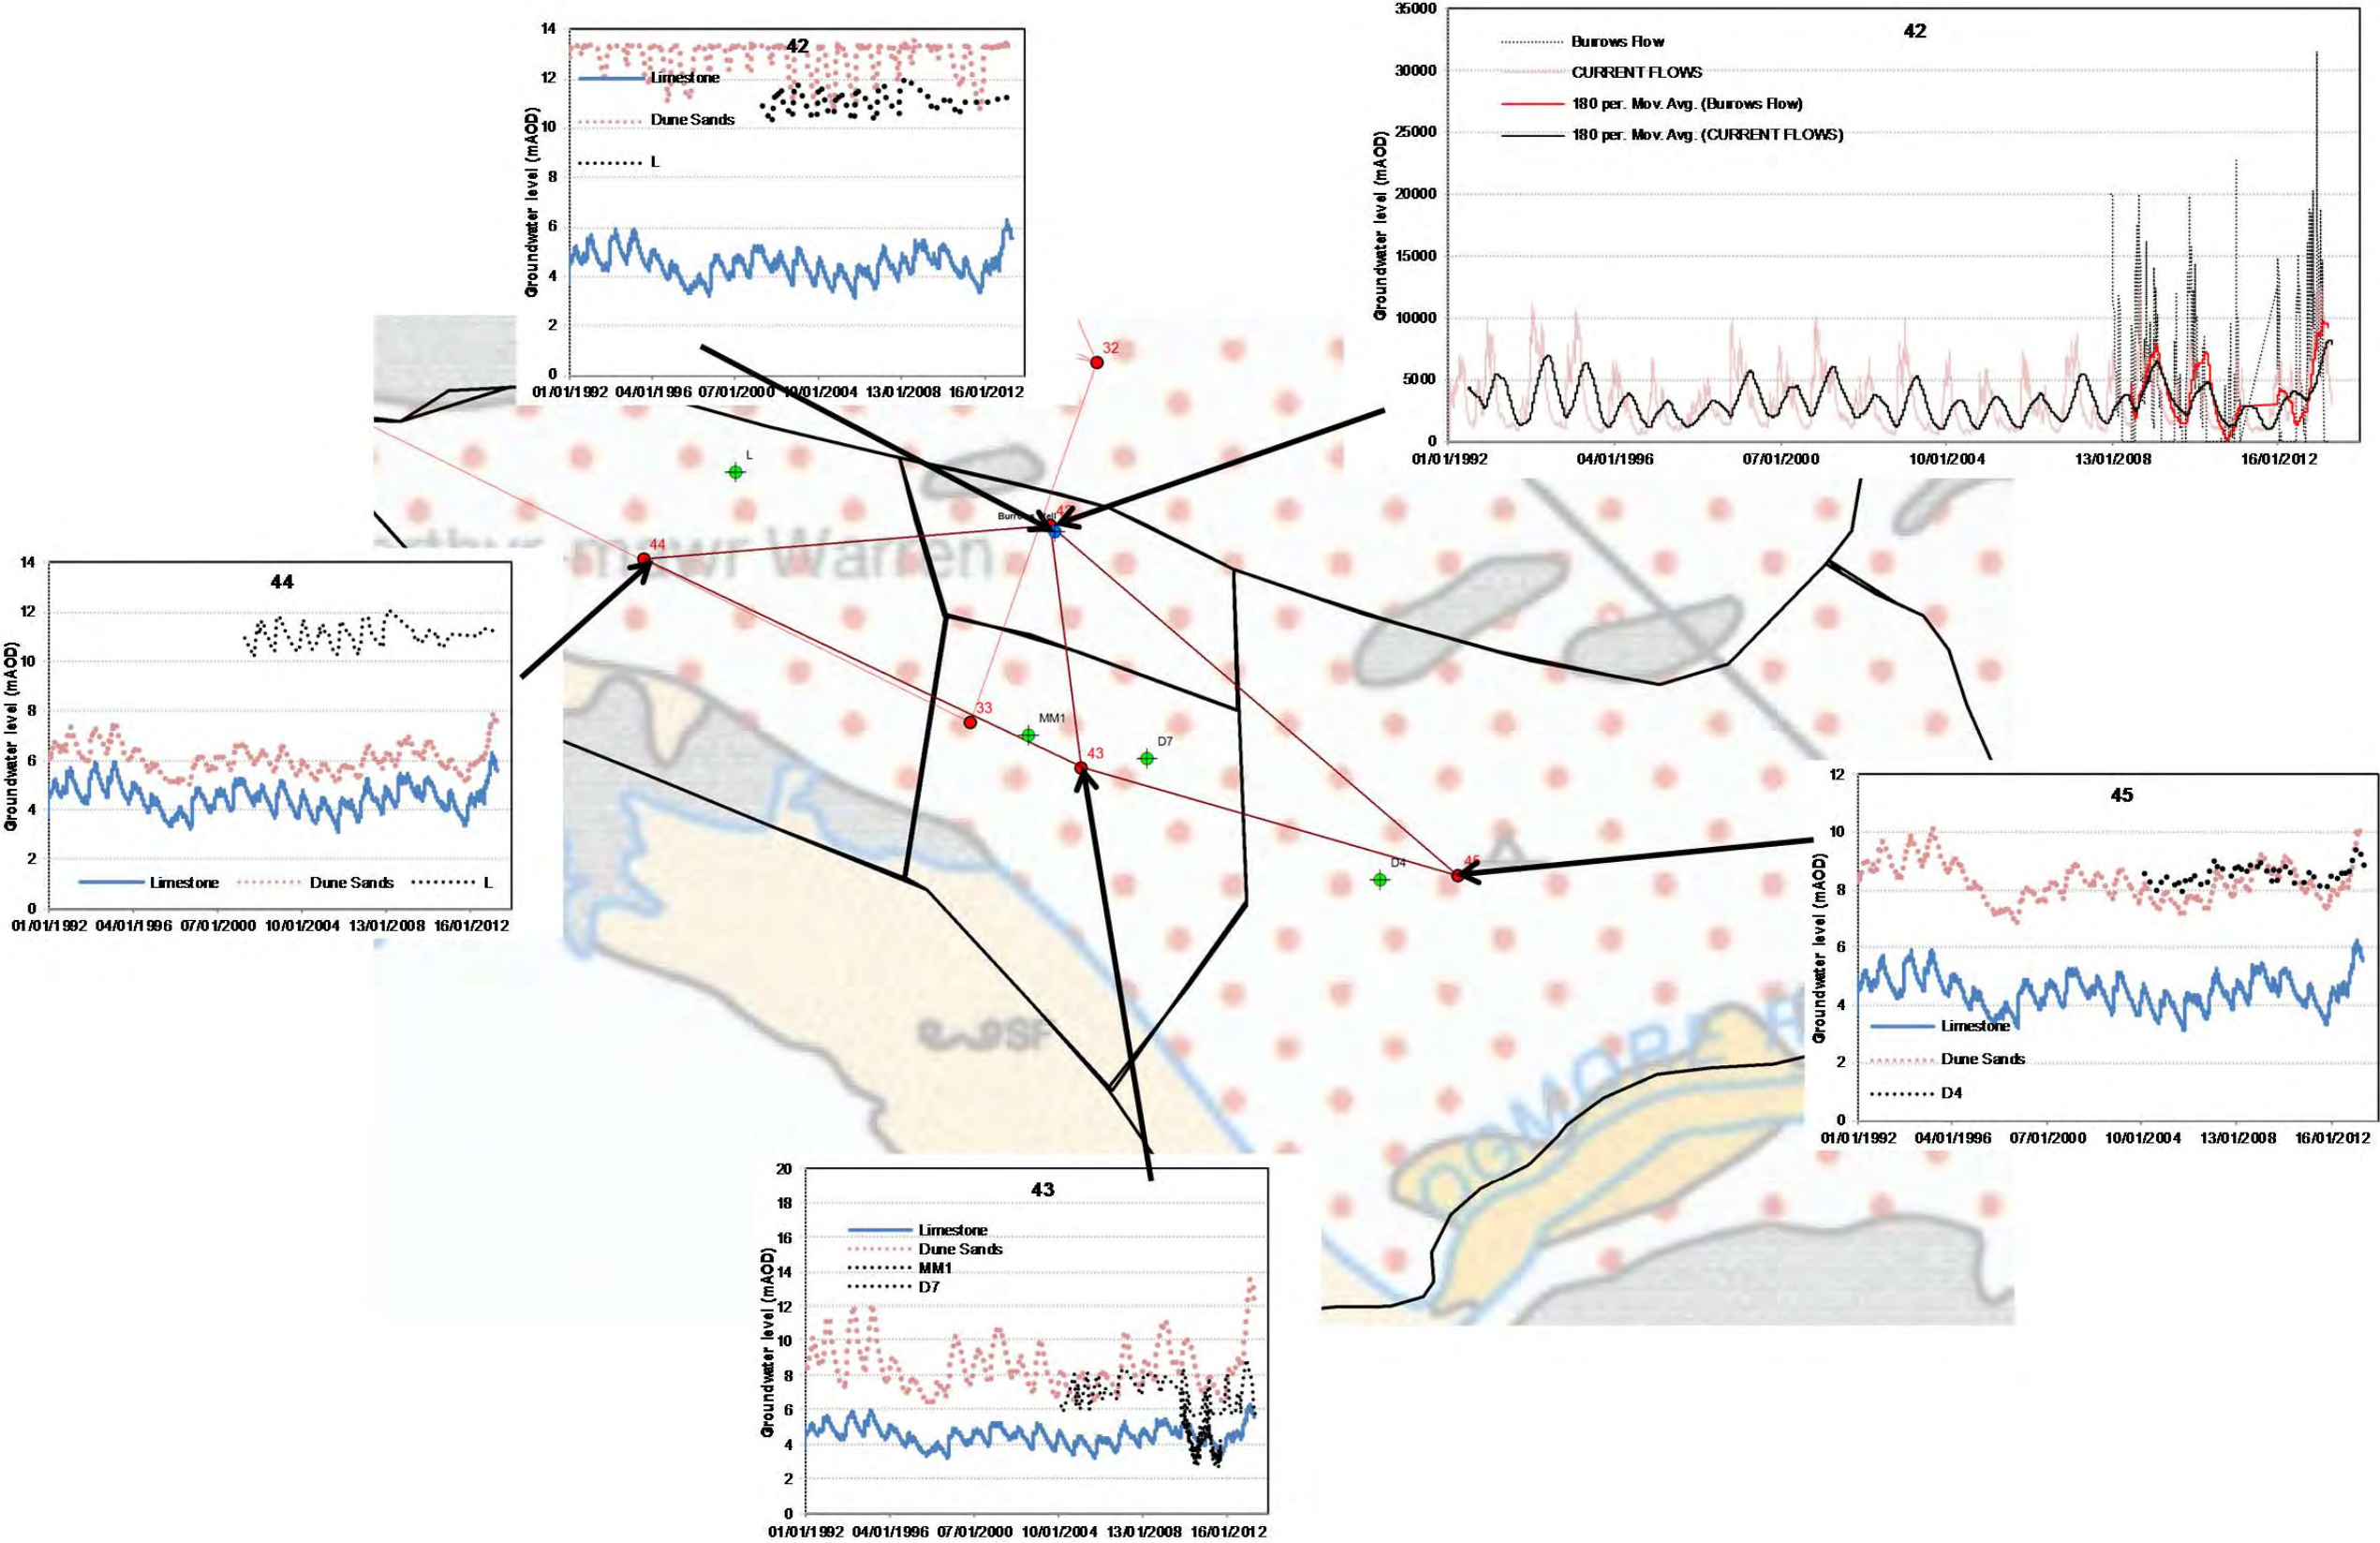 42
14
12
10
8
6
4
2
0
Groundwater level (mAOD)
Limestone
Dune Sands
L
01/01/1992 04/01/1996 07/01/2000 10/01/2004 13/01/2008 16/01/2012
42
35000
30000
25000
20000
15000
10000
5000
0
Groundwater level (mAOD)
Burrows Flow
CURRENT FLOWS
180 per. Mov. Avg. (Burrows Flow)
180 per. Mov. Avg. (CURRENT FLOWS)
01/01/1992 04/01/1996 07/01/2000 10/01/2004 13/01/2008 16/01/2012
32
L
42
mawr Warren
44
33
MM1
43
D7
D4
45
SF
OGMORE R
44
14
12
10
8
6
4
2
0
Groundwater level (mAOD)
Limestone Dune Sands L
01/01/1992 04/01/1996 07/01/2000 10/01/2004 13/01/2008 16/01/2012
45
12
10
8
6
4
2
0
Groundwater level (mAOD)
Limestone
Dune Sands
D4
01/01/1992 04/01/1996 07/01/2000 10/01/2004 13/01/2008 16/01/2012
43
20
18
16
14
12
10
8
6
4
2
0
Groundwater level (mAOD)
Limestone
Dune Sands
MM1
D7
01/01/1992 04/01/1996 07/01/2000 10/01/2004 13/01/2008 16/01/2012